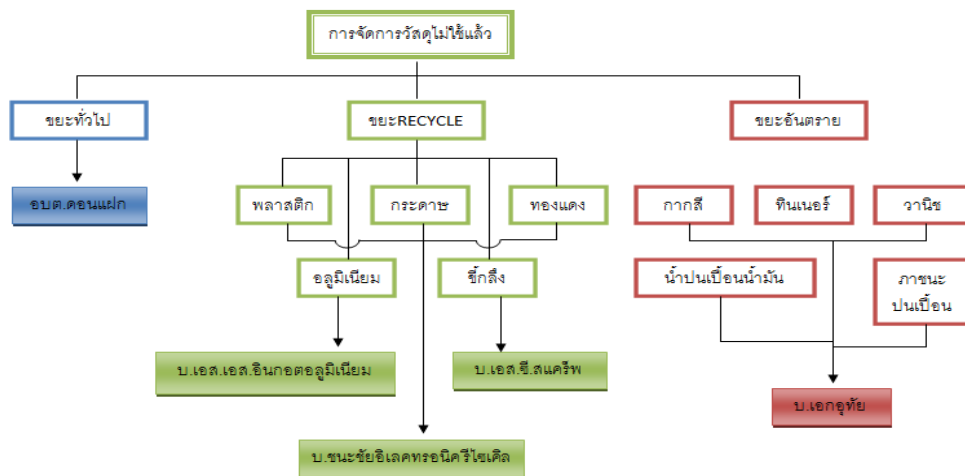 การจัดการวัสดุไม่ใช้แล้ว
ขยะทั่วไป
ขยะRECYCLE
ขยะอันตราย
อบต.ดอนแฝก
พลาสติก
กระดาษ
ทองแดง
กากสี
ทินเนอร์
วานิช
อลูมิเนียม
ขี้กลึง
น้ำปนเปื้อนน้ำมัน
ภาชนะ
ปนเปื้อน
บ.เอส.เอส.อินกอตอลูมิเนียม
บ.เอส.ซี.สแครีพ
บ.เอกอุทัย
บ.ชนะชัยอิเลคทรอนิครีไซเคิล